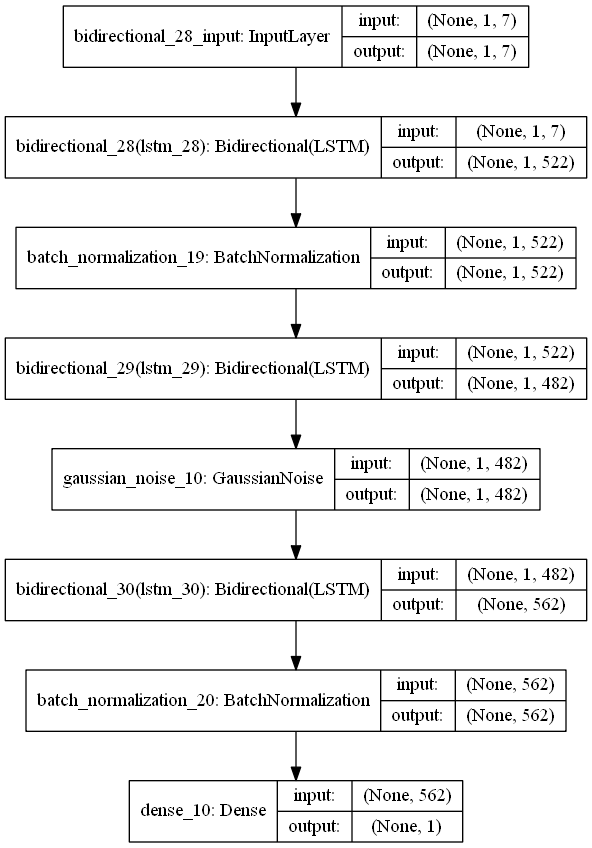 bidirectional_28_input: InputLayer
input: (None, 1, 7)
output: (None, 1, 7)
bidirectional_28(lstm_28): Bidirectional(LSTM)
input: (None, 1, 7)
output: (None, 1, 522)
batch_normalization_19: BatchNormalization
input: (None, 1, 522)
output: (None, 1, 522)
bidirectional_29(lstm_29): Bidirectional(LSTM)
input: (None, 1, 522)
output: (None, 1, 482)
gaussian_noise_10: GaussianNoise
input: (None, 1, 482)
output: (None, 1, 482)
bidirectional_30(lstm_30): Bidirectional(LSTM)
input: (None, 1, 482)
output: (None, 562)
batch_normalization_20: BatchNormalization
input: (None, 562)
output: (None, 562)
dense_10: Dense
input: (None, 562)
output: (None, 1)